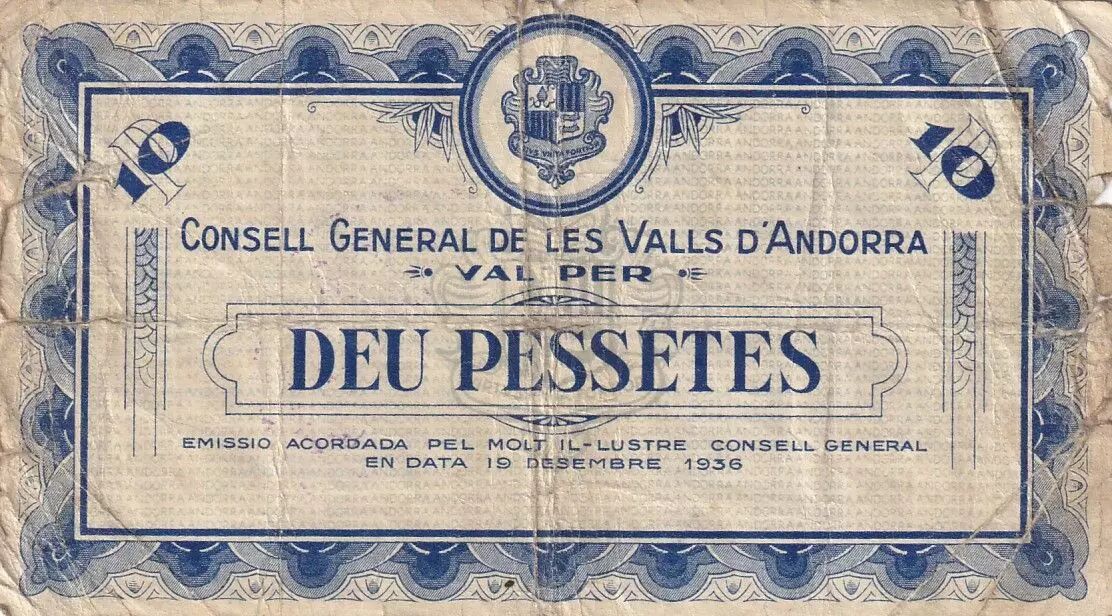 10 10
CONSELL GENERAL DE LES VALLS D'ANDORRA
VAL PER
DEU PESSETES
EMISSIO ACORDADA PEL MOLT IL-LUSTRE CONSELL GENERAL
EN DATA 19 DESEMBRE 1936